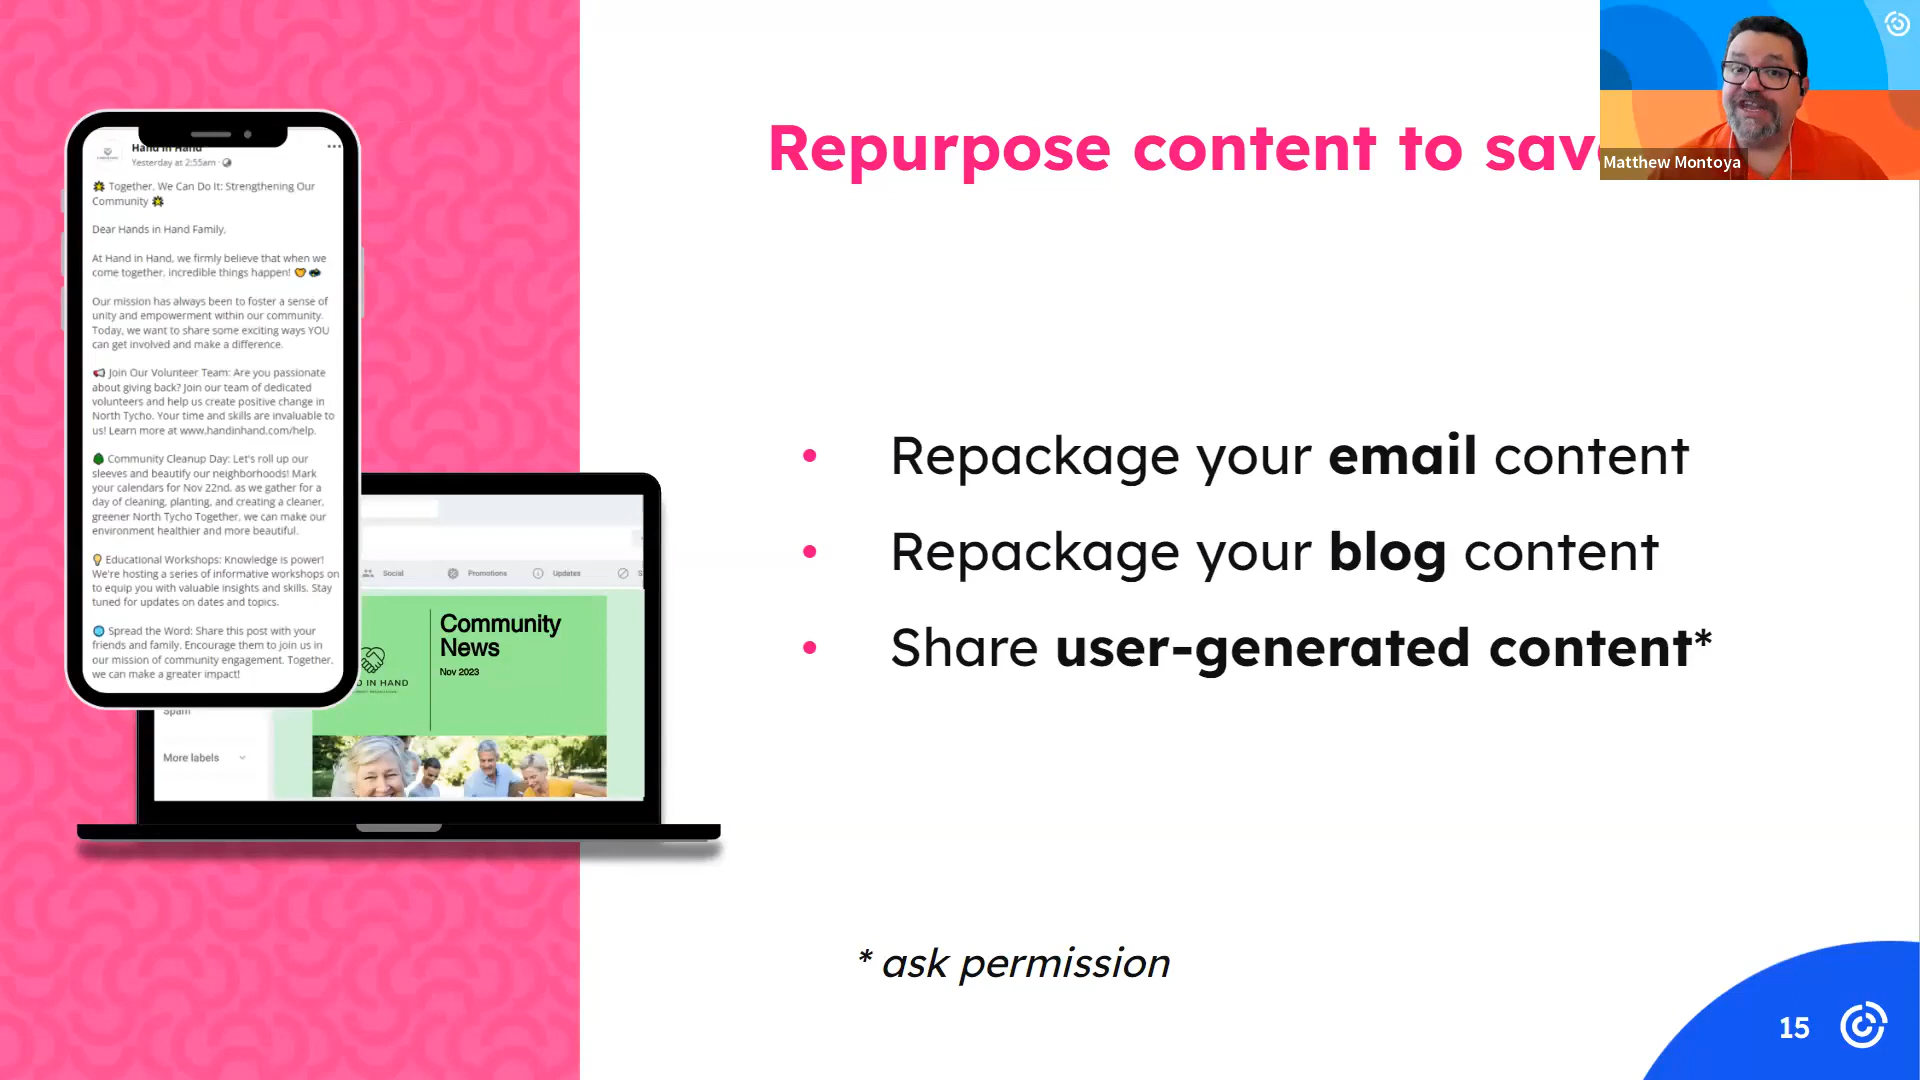 Repurpose content to sav
Matthew Montoya
Hand in Hand
Yesterday at 2:55am ·
Together, We Can Do It: Strengthening Our
Community
Dear Hands in Hand Family,
At Hand in Hand, we firmly believe that when we
come together, incredible things happen!
Our mission has always been to foster a sense of
unity and empowerment within our community.
Today, we want to share some exciting ways YOU
can get involved and make a difference.
Join Our Volunteer Team: Are you passionate
about giving back? Join our team of dedicated
volunteers and help us create positive change in
North Tycho. Your time and skills are invaluable to
us! Learn more at www.handinhand.com/help.
Community Cleanup Day: Let's roll up our
sleeves and beautify our neighborhoods! Mark
your calendars for Nov 22nd, as we gather for a
day of cleaning, planting, and creating a cleaner,
greener North Tycho Together, we can make our
environment healthier and more beautiful.
Educational Workshops: Knowledge is power!
We're hosting a series of informative workshops on
to equip you with valuable insights and skills. Stay
tuned for updates on dates and topics.
Spread the Word: Share this post with your
friends and family. Encourage them to join us in
our mission of community engagement. Together,
we can make a greater impact!
Social Promotions Updates S
Community
News
Nov 2023
D IN HAND
Spam
More labels
• Repackage your email content
• Repackage your blog content
• Share user-generated content*
* ask permission
15